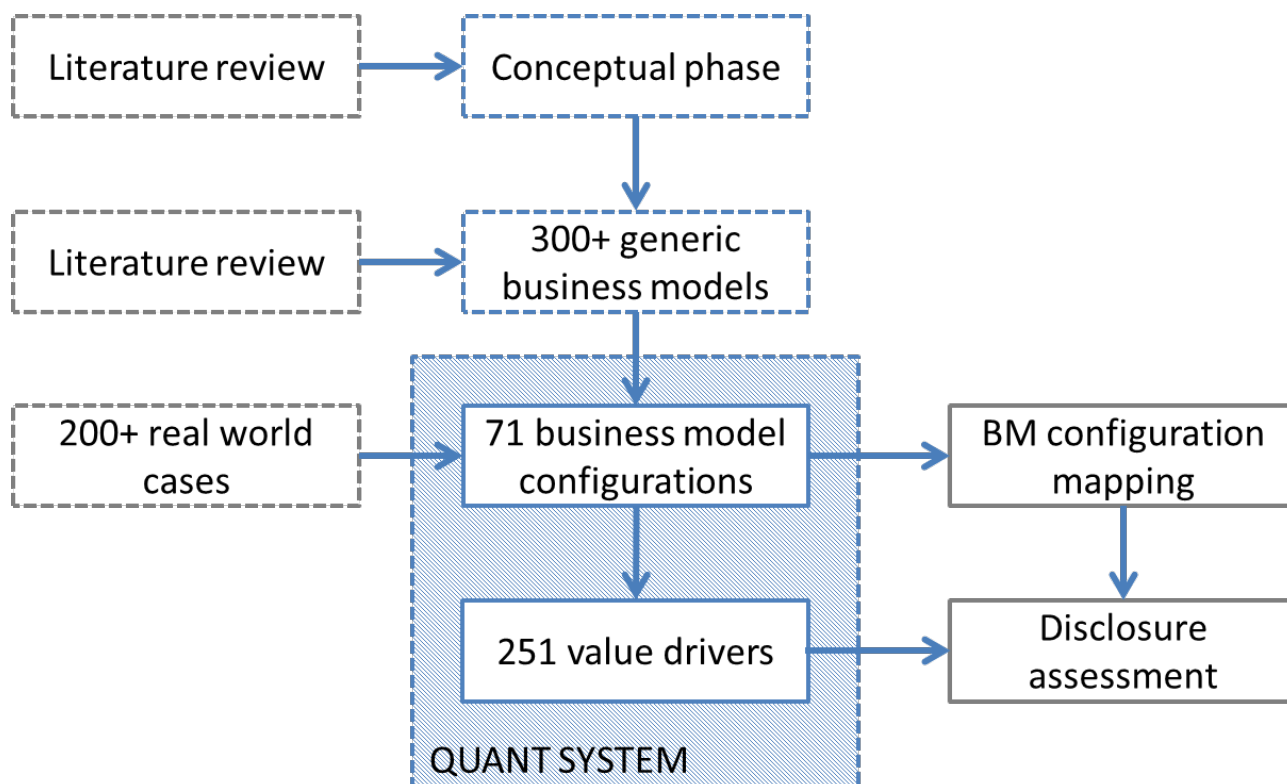 Literature review
Conceptual phase
Literature review
300+ generic
business models
200+ real world
cases
71 business model
configurations
BM configuration
mapping
251 value drivers
Disclosure
assessment
QUANT SYSTEM